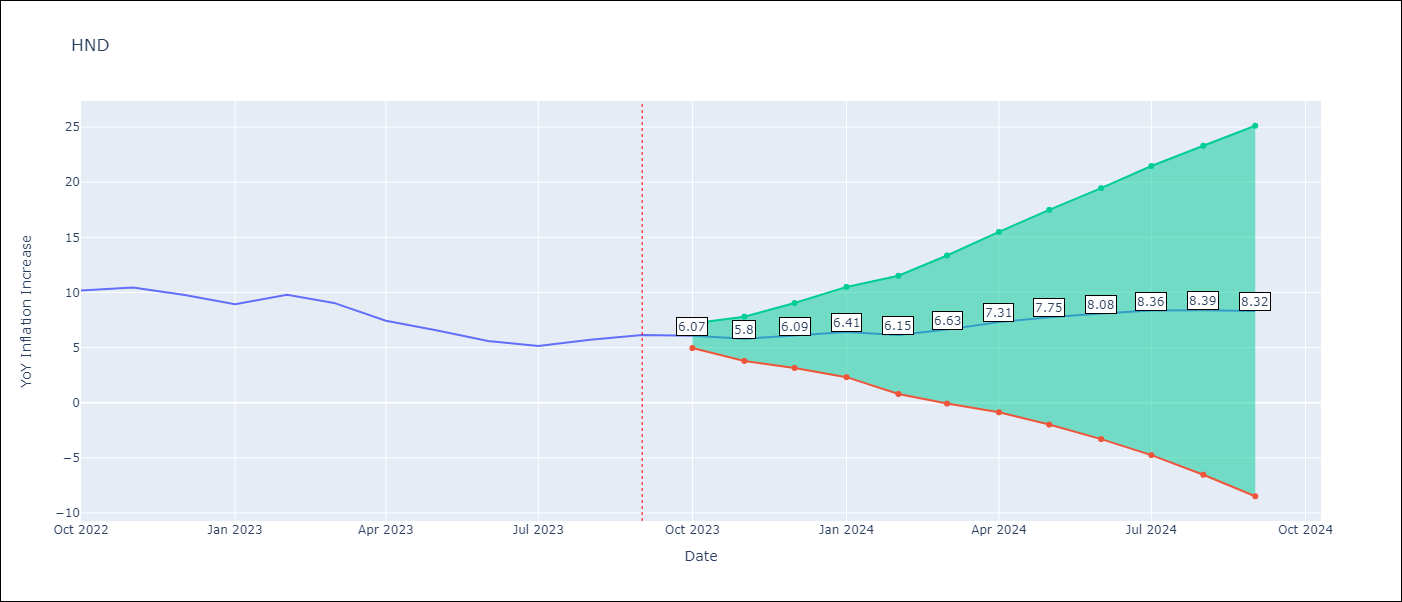 HND
YoY Inflation Increase
25
20
15
10
5
0
−5
−10
6.07
5.8
6.09
6.41
6.15
6.63
7.31
7.75
8.08
8.36
8.39
8.32
Oct 2022
Jan 2023
Apr 2023
Jul 2023
Oct 2023
Jan 2024
Apr 2024
Jul 2024
Oct 2024
Date